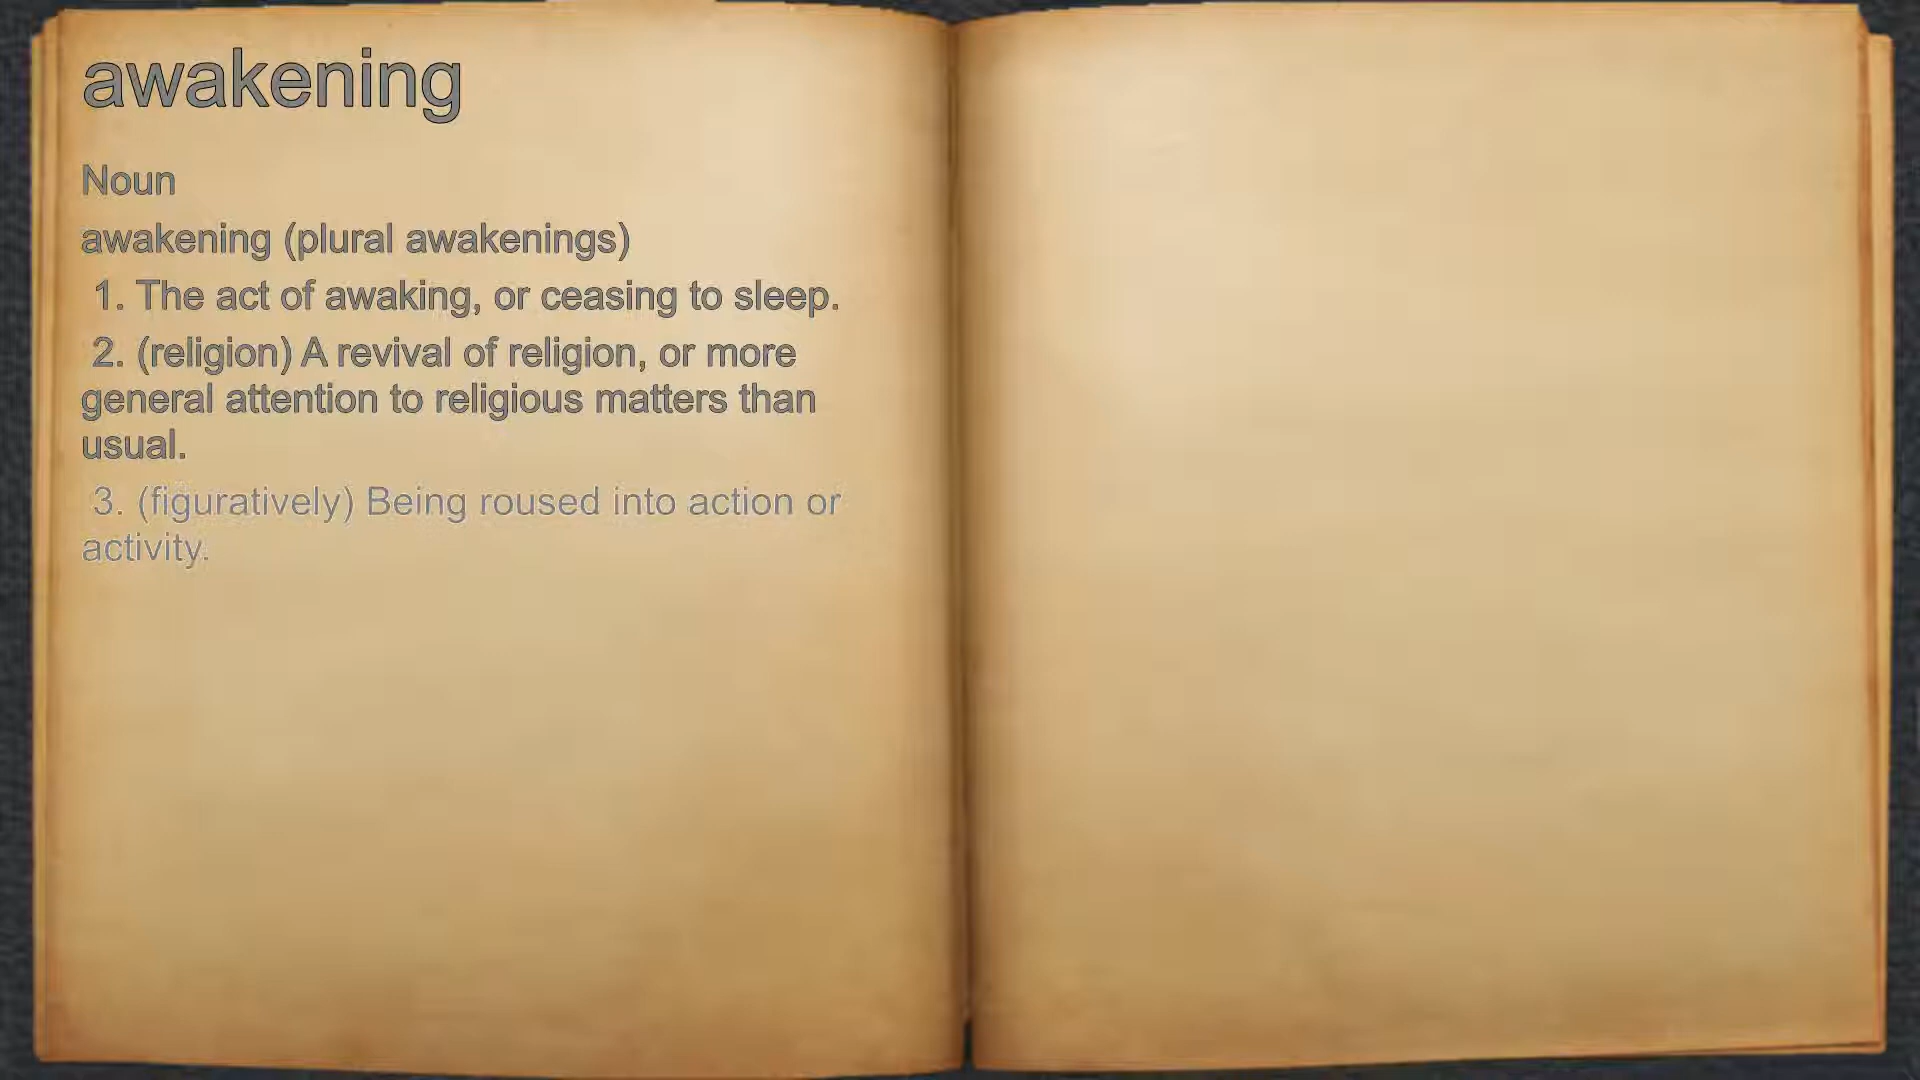 awakening
Noun
awakening (plural awakenings)
1. The act of awaking, or ceasing to sleep.
2. (religion) A revival of religion, or more
general attention to religious matters than
usual.
3. (figuratively) Being roused into action or
activity.